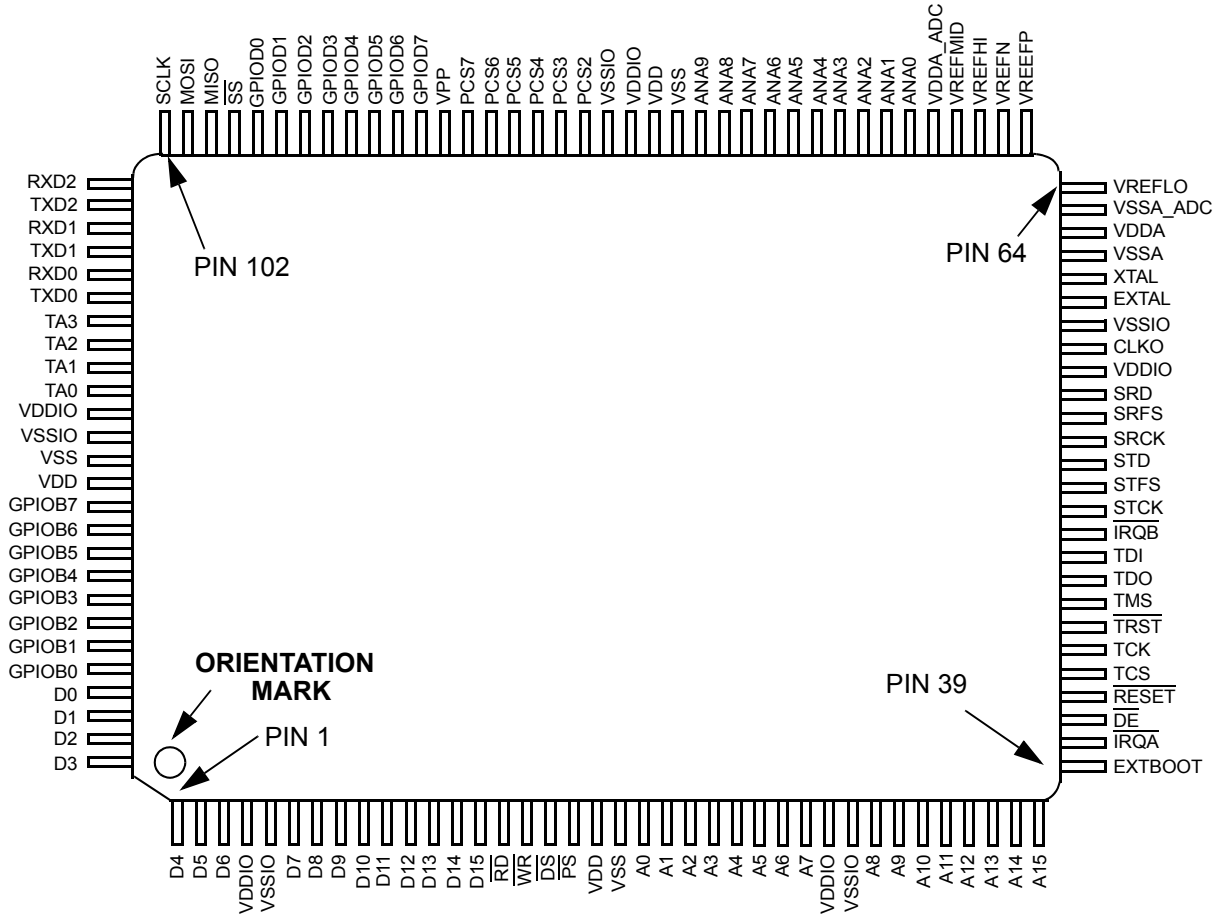 SCLK
MOSI
MISO
SS
GPIOD0
GPIOD1
GPIOD2
GPIOD3
GPIOD4
GPIOD5
GPIOD6
GPIOD7
VPP
PCS7
PCS6
PCS5
PCS4
PCS3
PCS2
VSSIO
VDDIO
VDD
VSS
ANA9
ANA8
ANA7
ANA6
ANA5
ANA4
ANA3
ANA2
ANA1
ANA0
VDDA_ADC
VREFMID
VREFHI
VREFN
VREEFP
RXD2
TXD2
RXD1
TXD1
RXD0
TXD0
TA3
TA2
TA1
TA0
VDDIO
VSSIO
VSS
VDD
GPIOB7
GPIOB6
GPIOB5
GPIOB4
GPIOB3
GPIOB2
GPIOB1
GPIOB0
D0
D1
D2
D3
PIN 102
PIN 64
ORIENTATION
MARK
PIN 1
PIN 39
VREFLO
VSSA_ADC
VDDA
VSSA
XTAL
EXTAL
VSSIO
CLKO
VDDIO
SRD
SRFS
SRCK
STD
STFS
STCK
IRQB
TDI
TDO
TMS
TRST
TCK
TCS
RESET
DE
IRQA
EXTBOOT
D4
D5
D6
VDDIO
VSSIO
D7
D8
D9
D10
D11
D12
D13
D14
D15
RD
WR
DS
PS
VDD
VSS
A0
A1
A2
A3
A4
A5
A6
A7
VDDIO
VSSIO
A8
A9
A10
A11
A12
A13
A14
A15